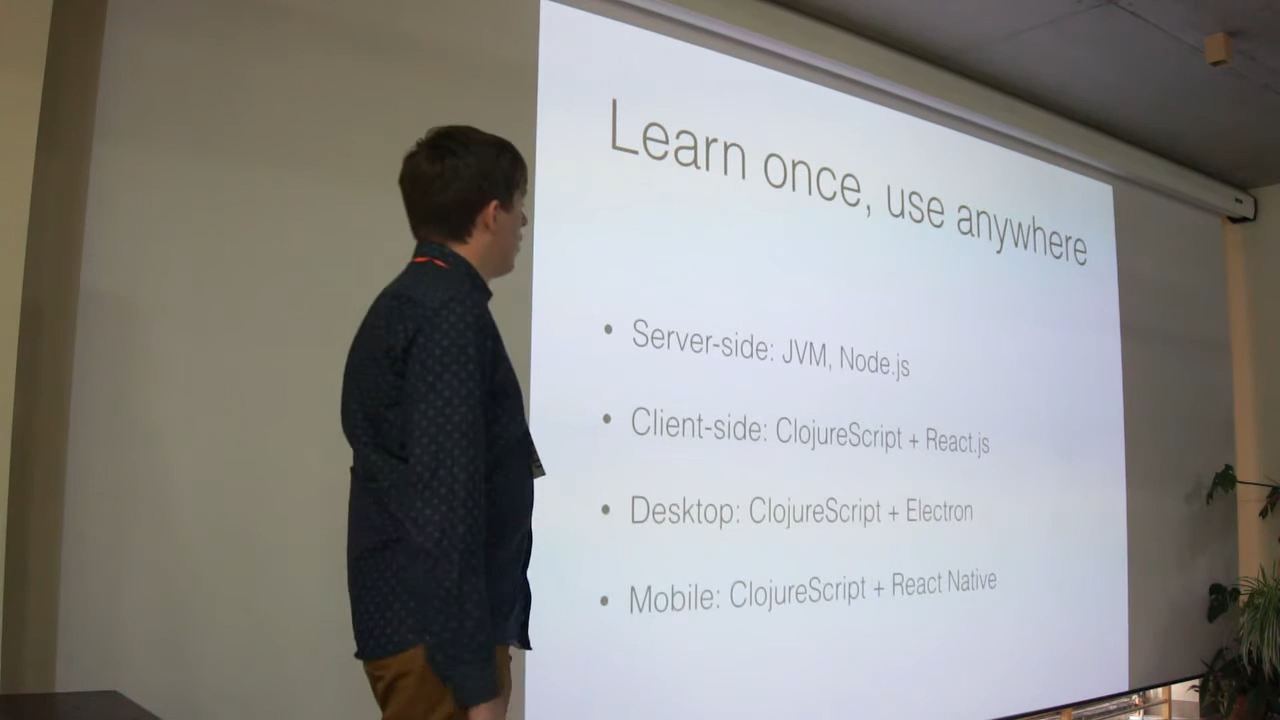 Learn once, use anywhere
• Server-side: JVM, Node.js
• Client-side: ClojureScript + React.js
• Desktop: ClojureScript + Electron
• Mobile: ClojureScript + React Native